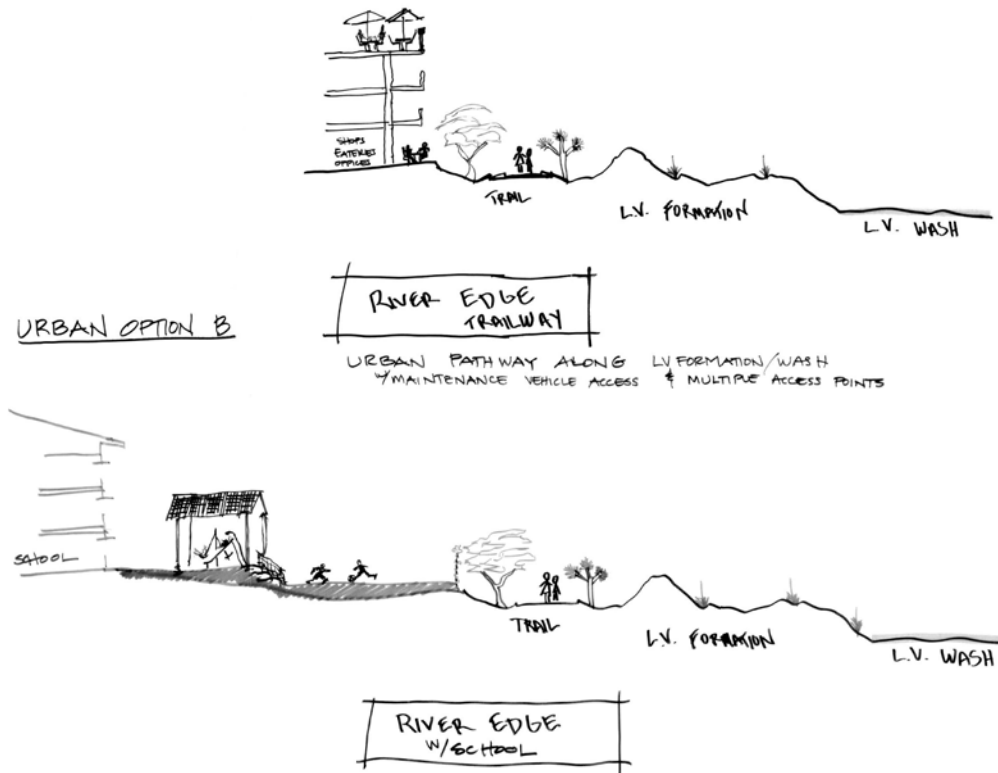 SHOPS
EATERIES
OFFICES
TRAIL
L.V. FORMATION
L.V. WASH
RIVER EDGE
TRAILWAY
URBAN OPTION B
URBAN PATHWAY ALONG LV FORMATION/WASH
W/MAINTENANCE VEHICLE ACCESS & MULTIPLE ACCESS POINTS
SCHOOL
TRAIL
L.V. FORMATION
L.V. WASH
RIVER EDGE
W/SCHOOL